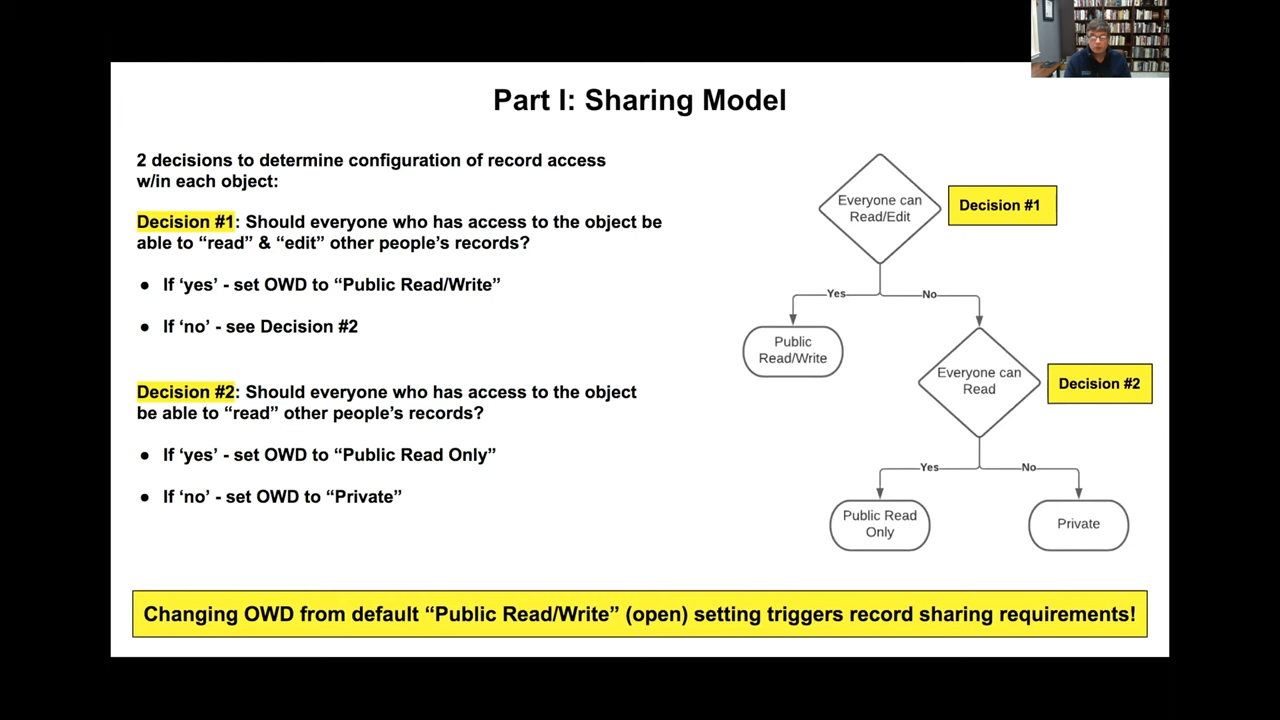 Part I: Sharing Model
2 decisions to determine configuration of record access
w/in each object:
Decision #1: Should everyone who has access to the object be
able to “read” & “edit” other people’s records?
● If ‘yes’ - set OWD to “Public Read/Write”
● If ‘no’ - see Decision #2
Decision #2: Should everyone who has access to the object
be able to “read” other people’s records?
● If ‘yes’ - set OWD to “Public Read Only”
● If ‘no’ - set OWD to “Private”
Everyone can
Read/Edit
Decision #1
Yes
No
Public
Read/Write
Everyone can
Read
Decision #2
Yes
No
Public Read
Only
Private
Changing OWD from default “Public Read/Write” (open) setting triggers record sharing requirements!